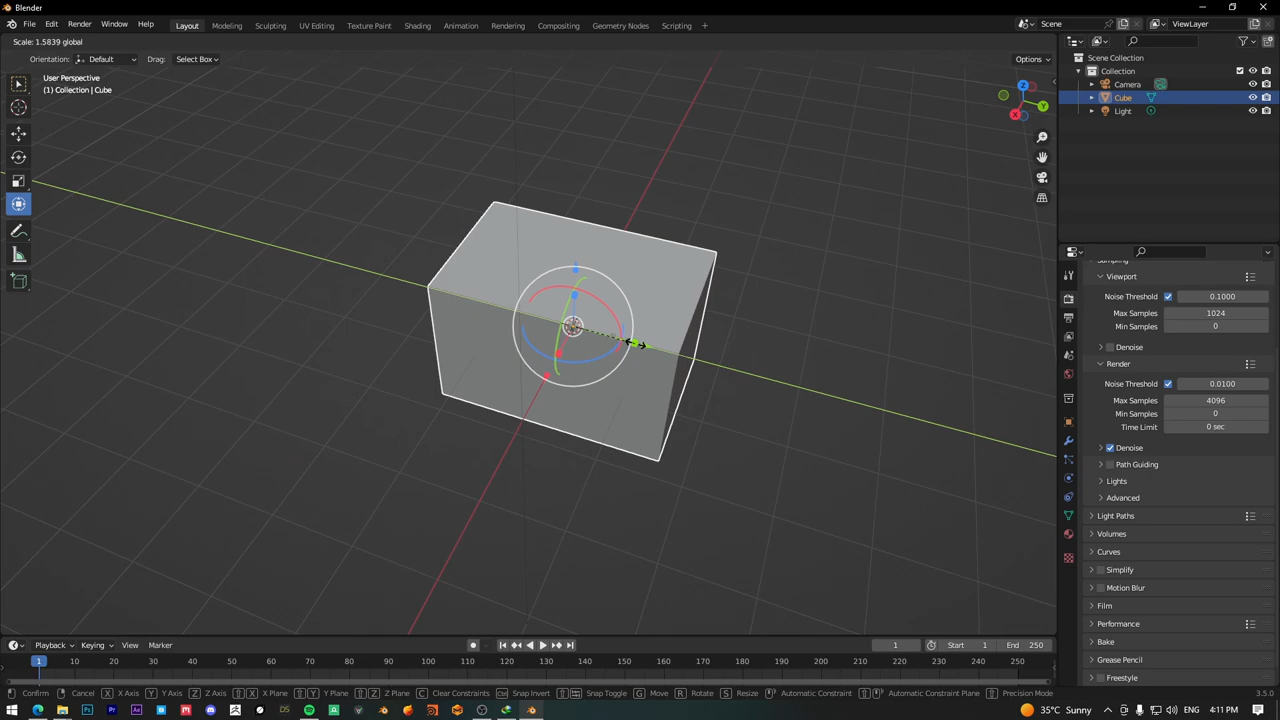 Blender
File Edit Render Window Help Layout Modeling Sculpting UV Editing Texture Paint Shading Animation Rendering Compositing Geometry Nodes Scripting + Scene ViewLayer
Scale: 1.5839 global
Orientation: Default Drag: Select Box Options
User Perspective
(1) Collection | Cube
Z
Y
X
Scene Collection
Collection
Camera
Cube
Light
Sampling
Viewport
Noise Threshold 0.1000
Max Samples 1024
Min Samples 0
Denoise
Render
Noise Threshold 0.0100
Max Samples 4096
Min Samples 0
Time Limit 0 sec
Denoise
Path Guiding
Lights
Advanced
Light Paths
Volumes
Curves
Simplify
Motion Blur
Film
Performance
Bake
Grease Pencil
Freestyle
Playback Keying View Marker 1 Start 1 End 250
1 10 20 30 40 50 60 70 80 90 100 110 120 130 140 150 160 170 180 190 200 210 220 230 240 250
Confirm Cancel X X Axis Y Y Axis Z Z Axis X X Plane Y Y Plane Z Z Plane C Clear Constraints Snap Invert Snap Toggle G Move R Rotate S Resize Automatic Constraint Automatic Constraint Plane Precision Mode 3.5.0
Ps Pr Ae DS 35°C Sunny ENG 4:11 PM